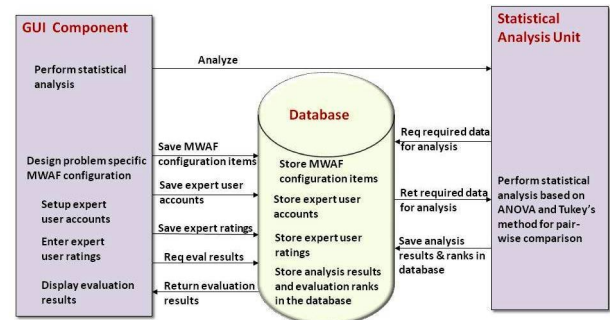 GUI Component
Perform statistical
analysis
Design problem specific
MWAF configuration
Setup expert
user accounts
Enter expert
user ratings
Display evaluation
results
Analyze
Save MWAF
configuration items
Save expert user
accounts
Save expert ratings
Req eval results
Return evaluation
results
Database
Store MWAF
configuration items
Store expert user
accounts
Store expert user
ratings
Store analysis results
and evaluation ranks
in the database
Req required data
for analysis
Ret required data
for analysis
Save analysis
results & ranks in
database
Statistical
Analysis Unit
Perform statistical
analysis based on
ANOVA and Tukey's
method for pair-
wise comparison